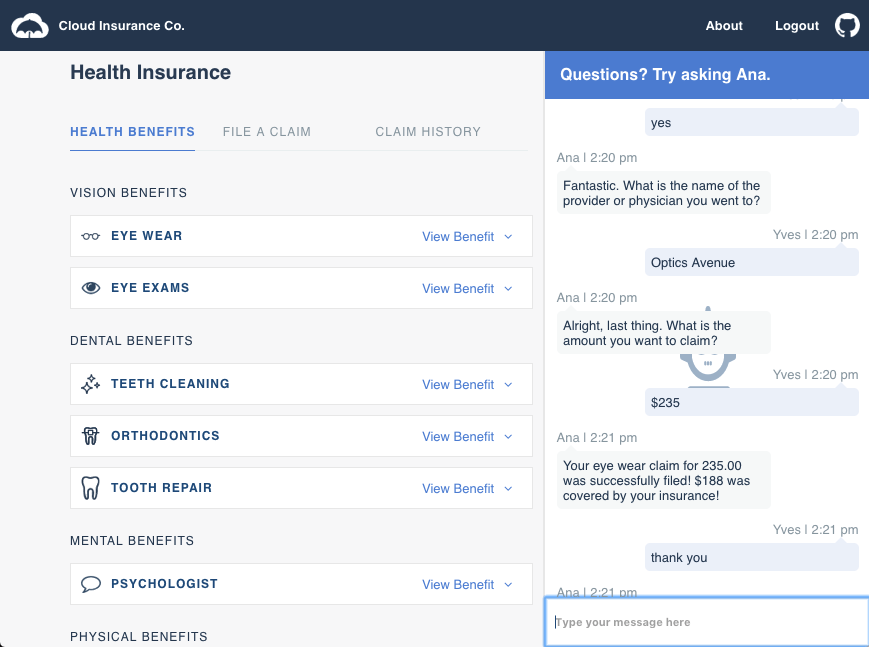 Cloud Insurance Co.
About
Logout
Health Insurance
HEALTH BENEFITS
FILE A CLAIM
CLAIM HISTORY
VISION BENEFITS
EYE WEAR
View Benefit
EYE EXAMS
View Benefit
DENTAL BENEFITS
TEETH CLEANING
View Benefit
ORTHODONTICS
View Benefit
TOOTH REPAIR
View Benefit
MENTAL BENEFITS
PSYCHOLOGIST
View Benefit
PHYSICAL BENEFITS
Questions? Try asking Ana.
yes
Ana | 2:20 pm
Fantastic. What is the name of the
provider or physician you went to?
Yves | 2:20 pm
Optics Avenue
Ana | 2:20 pm
Alright, last thing. What is the
amount you want to claim?
Yves | 2:20 pm
$235
Ana | 2:21 pm
Your eye wear claim for 235.00
was successfully filed! $188 was
covered by your insurance!
Yves | 2:21 pm
thank you
Ana | 2:21 pm
Type your message here